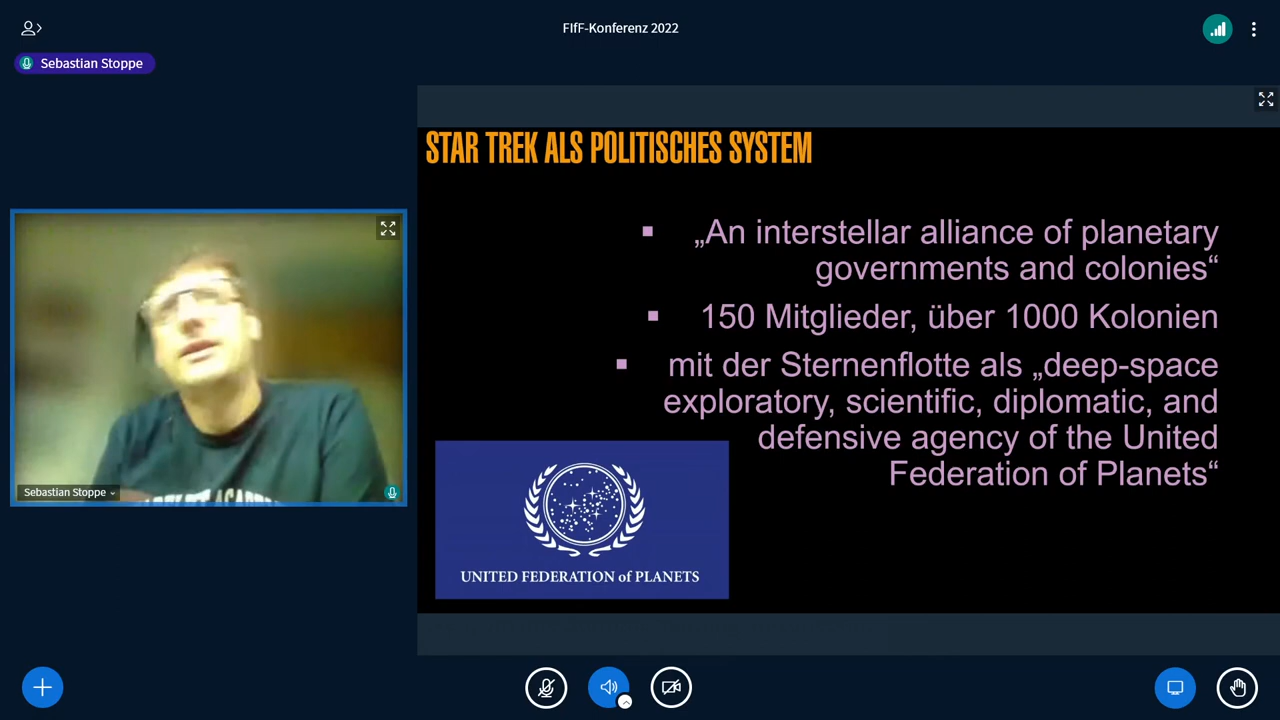 FIfF-Konferenz 2022
Sebastian Stoppe
STAR TREK ALS POLITISCHES SYSTEM
▪ „An interstellar alliance of planetary
governments and colonies“
▪ 150 Mitglieder, über 1000 Kolonien
▪ mit der Sternenflotte als „deep-space
exploratory, scientific, diplomatic, and
defensive agency of the United
Federation of Planets“
UNITED FEDERATION of PLANETS
Sebastian Stoppe